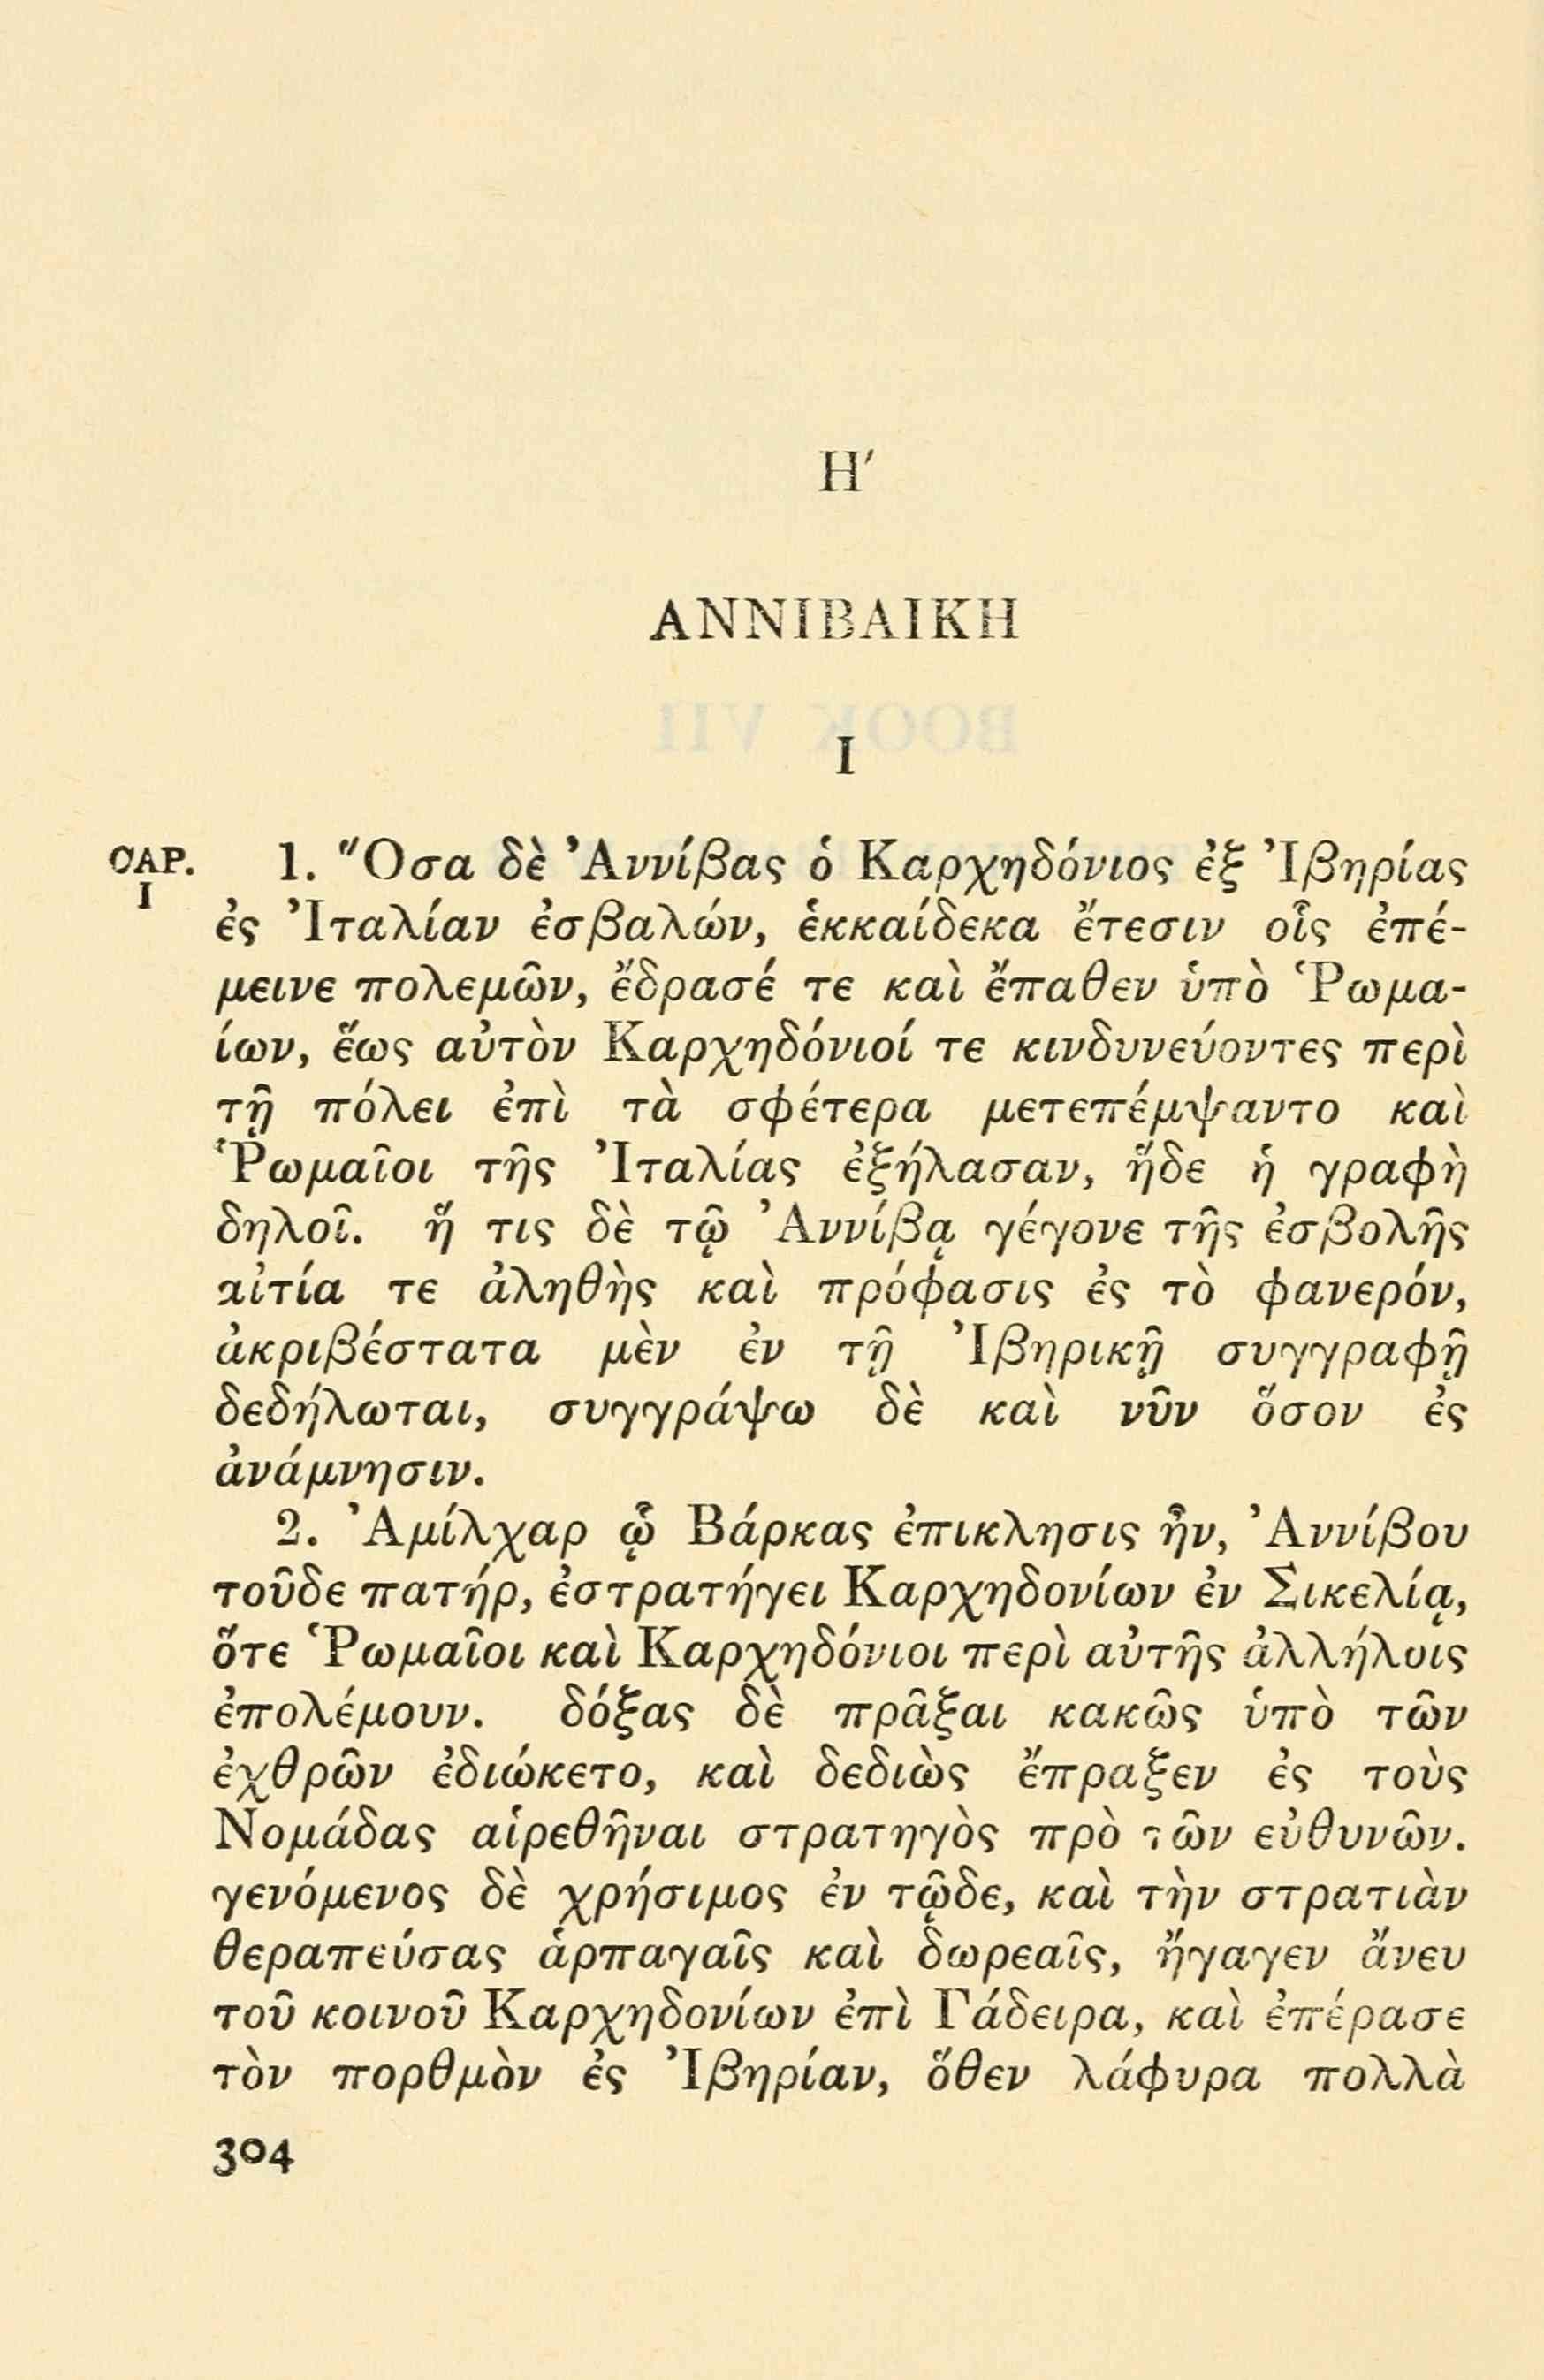 Η′
ΑΝΝΙΒΑΙΚΗ
I
CAP. I
1. Ὅσα δὲ Ἀννίβας ὁ Καρχηδόνιος ἐξ Ἰβηρίας
ἐς Ἰταλίαν ἐσβαλών, ἑκκαίδεκα ἔτεσιν οἷς ἐπέ-
μεινε πολεμῶν, ἔδρασέ τε καὶ ἔπαθεν ὑπὸ Ῥωμα-
ίων, ἕως αὐτὸν Καρχηδόνιοί τε κινδυνεύοντες περὶ
τῇ πόλει ἐπὶ τὰ σφέτερα μετεπέμψαντο καὶ
Ῥωμαῖοι τῆς Ἰταλίας ἐξήλασαν, ἥδε ἡ γραφὴ
δηλοῖ. ἥ τις δὲ τῷ Ἀννίβᾳ γέγονε τῆς ἐσβολῆς
αἰτία τε ἀληθὴς καὶ πρόφασις ἐς τὸ φανερόν,
ἀκριβέστατα μὲν ἐν τῇ Ἰβηρικῇ συγγραφῇ
δεδήλωται, συγγράψω δὲ καὶ νῦν ὅσον ἐς
ἀνάμνησιν.
2. Ἀμίλχαρ ᾧ Βάρκας ἐπικλησις ἦν, Ἀννίβου
τοῦδε πατήρ, ἐστρατήγει Καρχηδονίων ἐν Σικελίᾳ,
ὅτε Ῥωμαῖοι καὶ Καρχηδόνιοι περὶ αὐτῆς ἀλλήλοις
ἐπολέμουν. δόξας δὲ πρᾶξαι κακῶς ὑπὸ τῶν
ἐχθρῶν ἐδιώκετο, καὶ δεδιὼς ἔπραξεν ἐς τοὺς
Νομάδας αἱρεθῆναι στρατηγὸς πρὸ τῶν εὐθυνῶν.
γενόμενος δὲ χρήσιμος ἐν τῷδε, καὶ τὴν στρατιὰν
θεραπεύσας ἁρπαγαῖς καὶ δωρεαῖς, ἤγαγεν ἄνευ
τοῦ κοινοῦ Καρχηδονίων ἐπὶ Γάδειρα, καὶ ἐπέρασε
τὸν πορθμὸν ἐς Ἰβηρίαν, ὅθεν λάφυρα πολλὰ
304